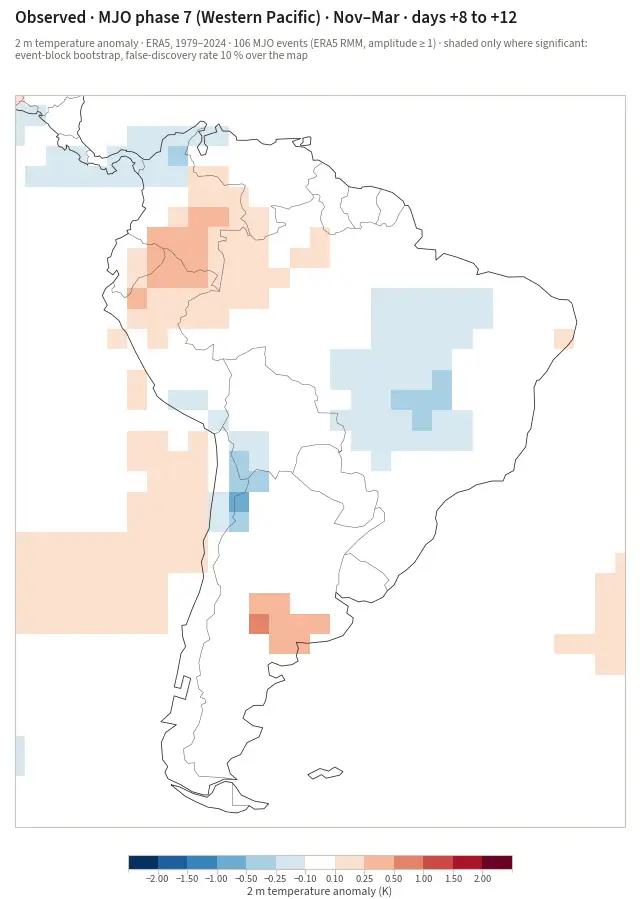 Observed · MJO phase 7 (Western Pacific) · Nov–Mar · days +8 to +12
2 m temperature anomaly · ERA5, 1979–2024 · 106 MJO events (ERA5 RMM, amplitude ≥ 1) · shaded only where significant:
event-block bootstrap, false-discovery rate 10 % over the map
−2.00 −1.50 −1.00 −0.50 −0.25 −0.10 0.10 0.25 0.50 1.00 1.50 2.00
2 m temperature anomaly (K)